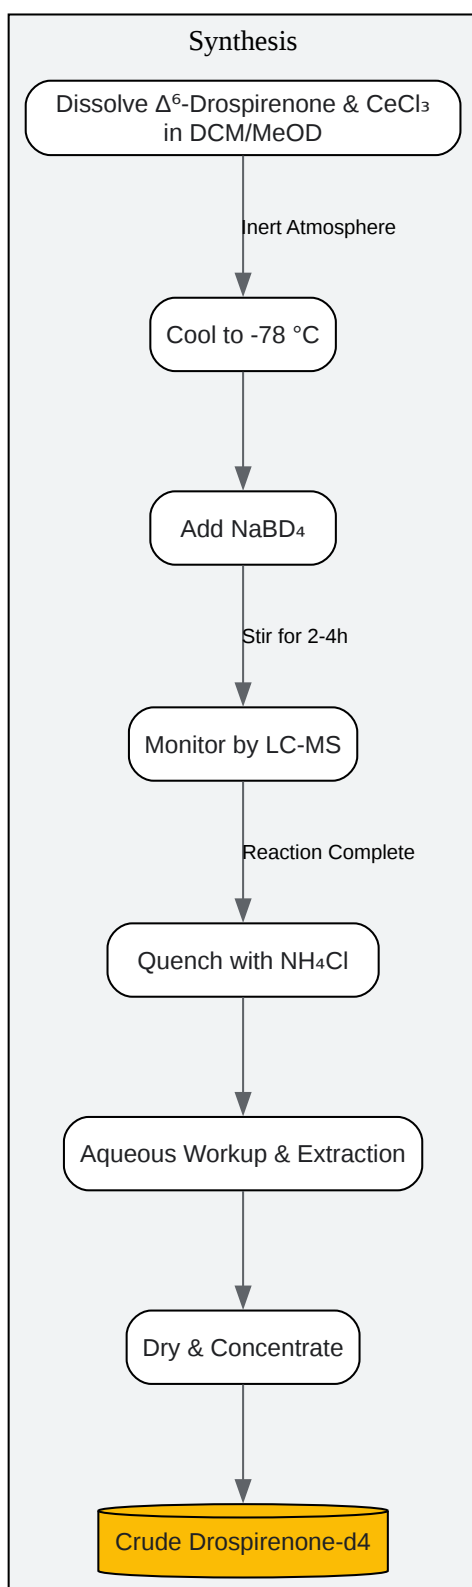 Synthesis
Dissolve Δ⁶-Drospirenone & CeCl₃
in DCM/MeOD
Inert Atmosphere
Cool to -78 °C
Add NaBD₄
Stir for 2-4h
Monitor by LC-MS
Reaction Complete
Quench with NH₄Cl
Aqueous Workup & Extraction
Dry & Concentrate
Crude Drospirenone-d4